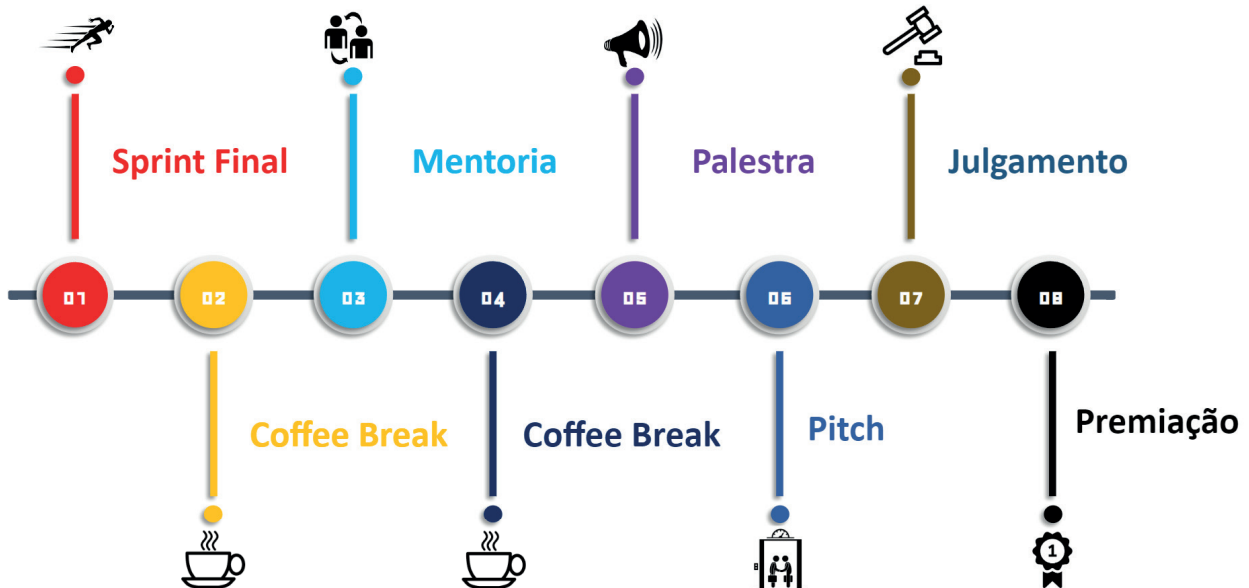 Sprint Final
Mentoria
Palestra
Julgamento
01
02
03
04
05
06
07
08
Coffee Break
Coffee Break
Pitch
Premiação
1